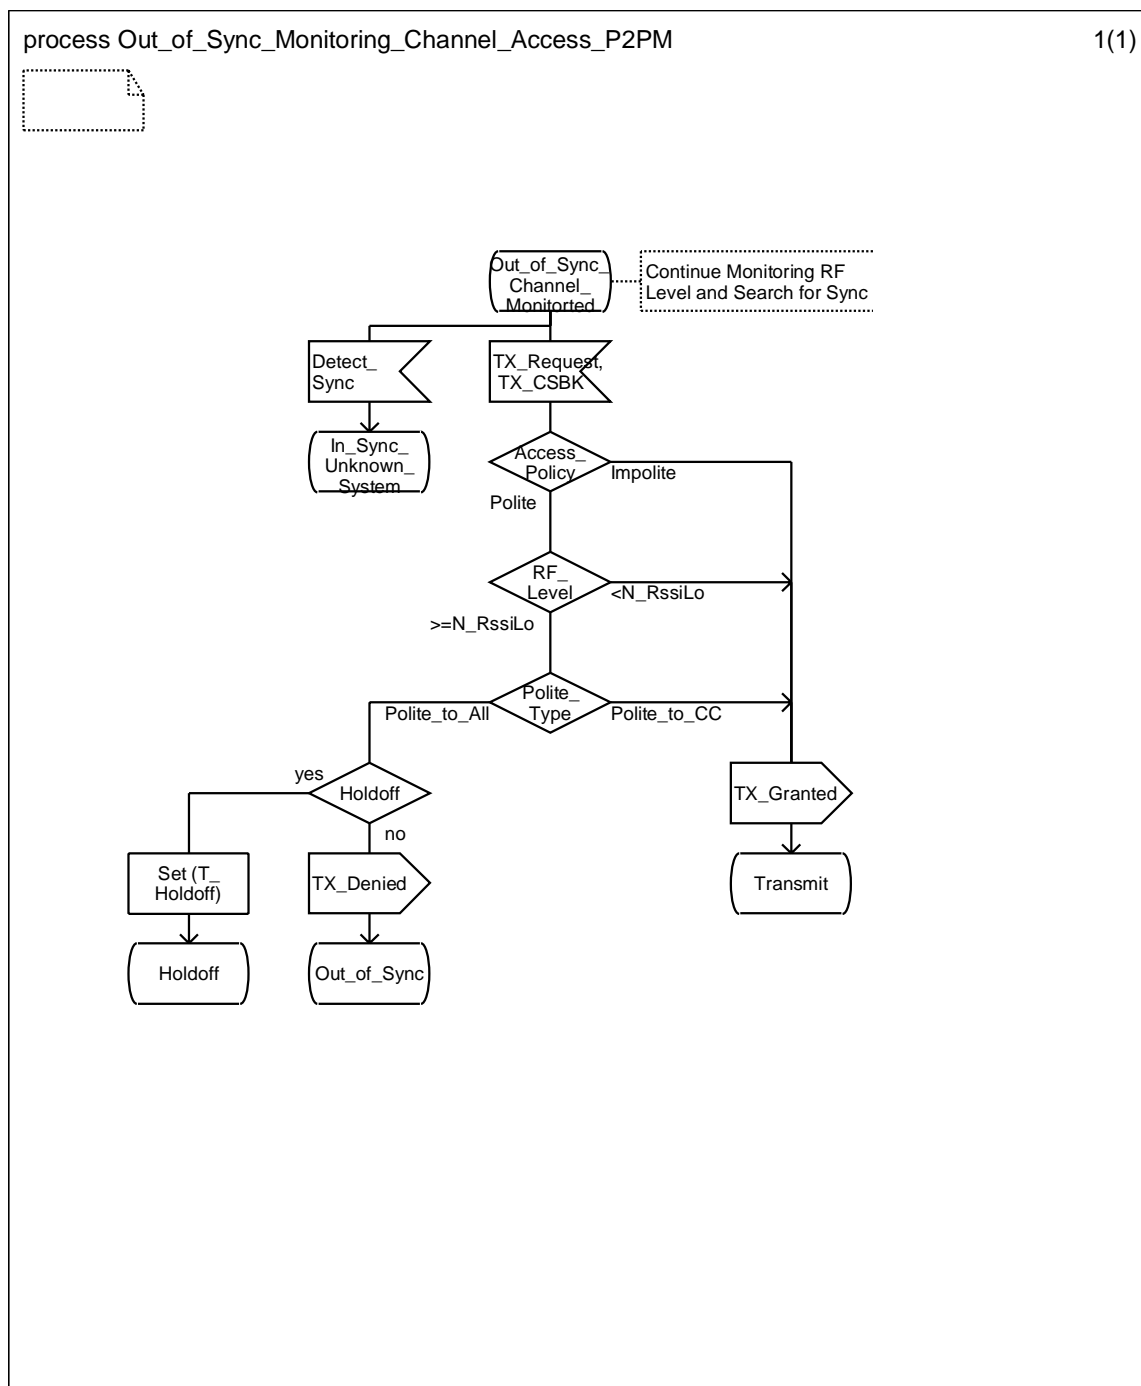 process Out_of_Sync_Monitoring_Channel_Access_P2PM
1(1)
Out_of_Sync_
Channel_
Monitorted
Continue Monitoring RF
Level and Search for Sync
Detect_
Sync
TX_Request,
TX_CSBK
In_Sync_
Unknown_
System
Access_
Policy
Impolite
Polite
RF_
Level
<N_RssiLo
>=N_RssiLo
Polite_
Type
Polite_to_All
Polite_to_CC
yes
Holdoff
no
TX_Granted
Set (T_
Holdoff)
TX_Denied
Transmit
Holdoff
Out_of_Sync